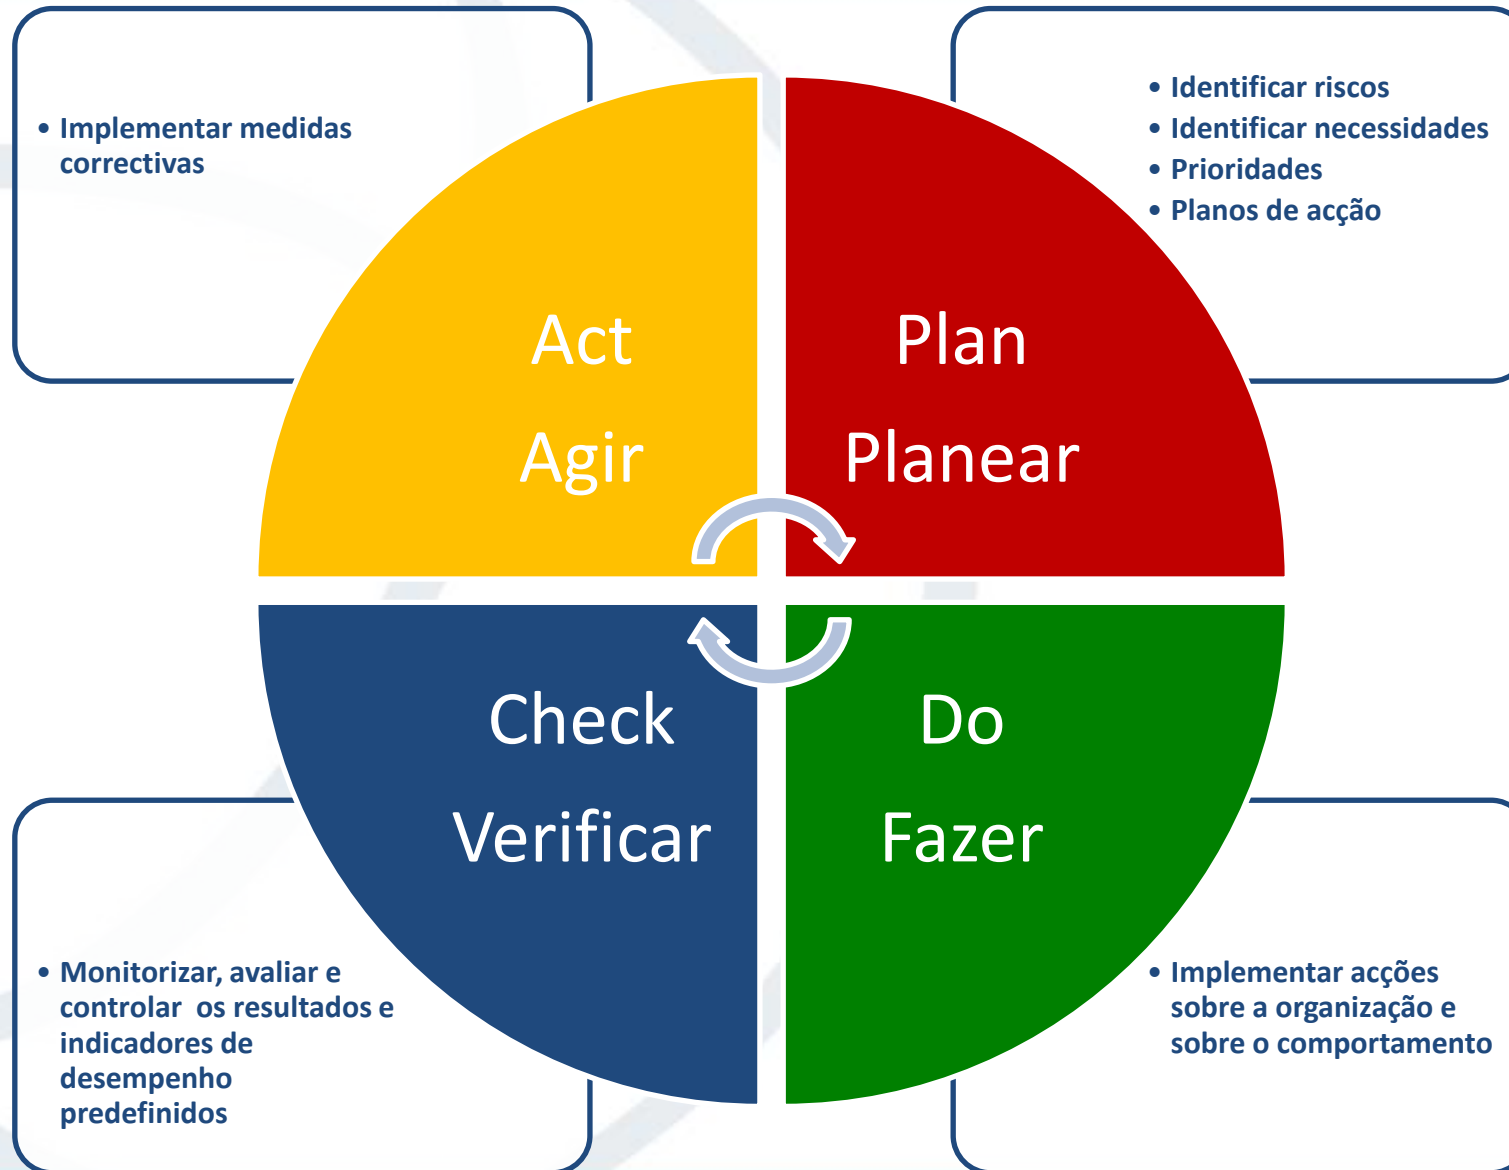 • Implementar medidas
correctivas
• Identificar riscos
• Identificar necessidades
• Prioridades
• Planos de acção
Act
Agir
Plan
Planear
Check
Verificar
Do
Fazer
• Monitorizar, avaliar e
controlar  os resultados e
indicadores de
desempenho
predefinidos
• Implementar acções
sobre a organização e
sobre o comportamento